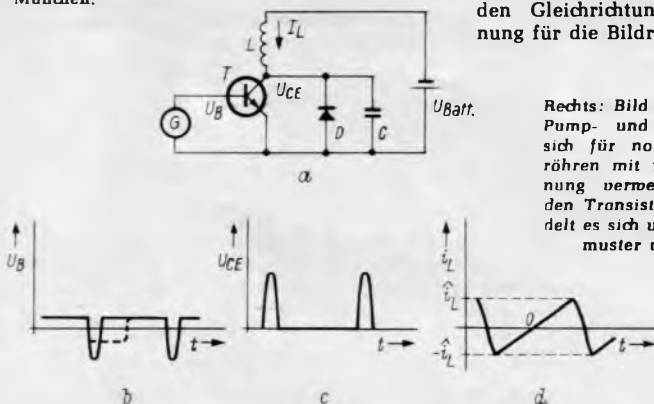 München.
den Gleichrichtun
nung für die Bildr
L
I_L
T
U_CE
U_B
G
D
C
U_Batt.
a
Rechts: Bild
Pump- und
sich für no
röhren mit
nung verwe
den Transist
delt es sich u
muster u
U_B
t
b
U_CE
t
c
i_L
î_L
0
-î_L
t
d